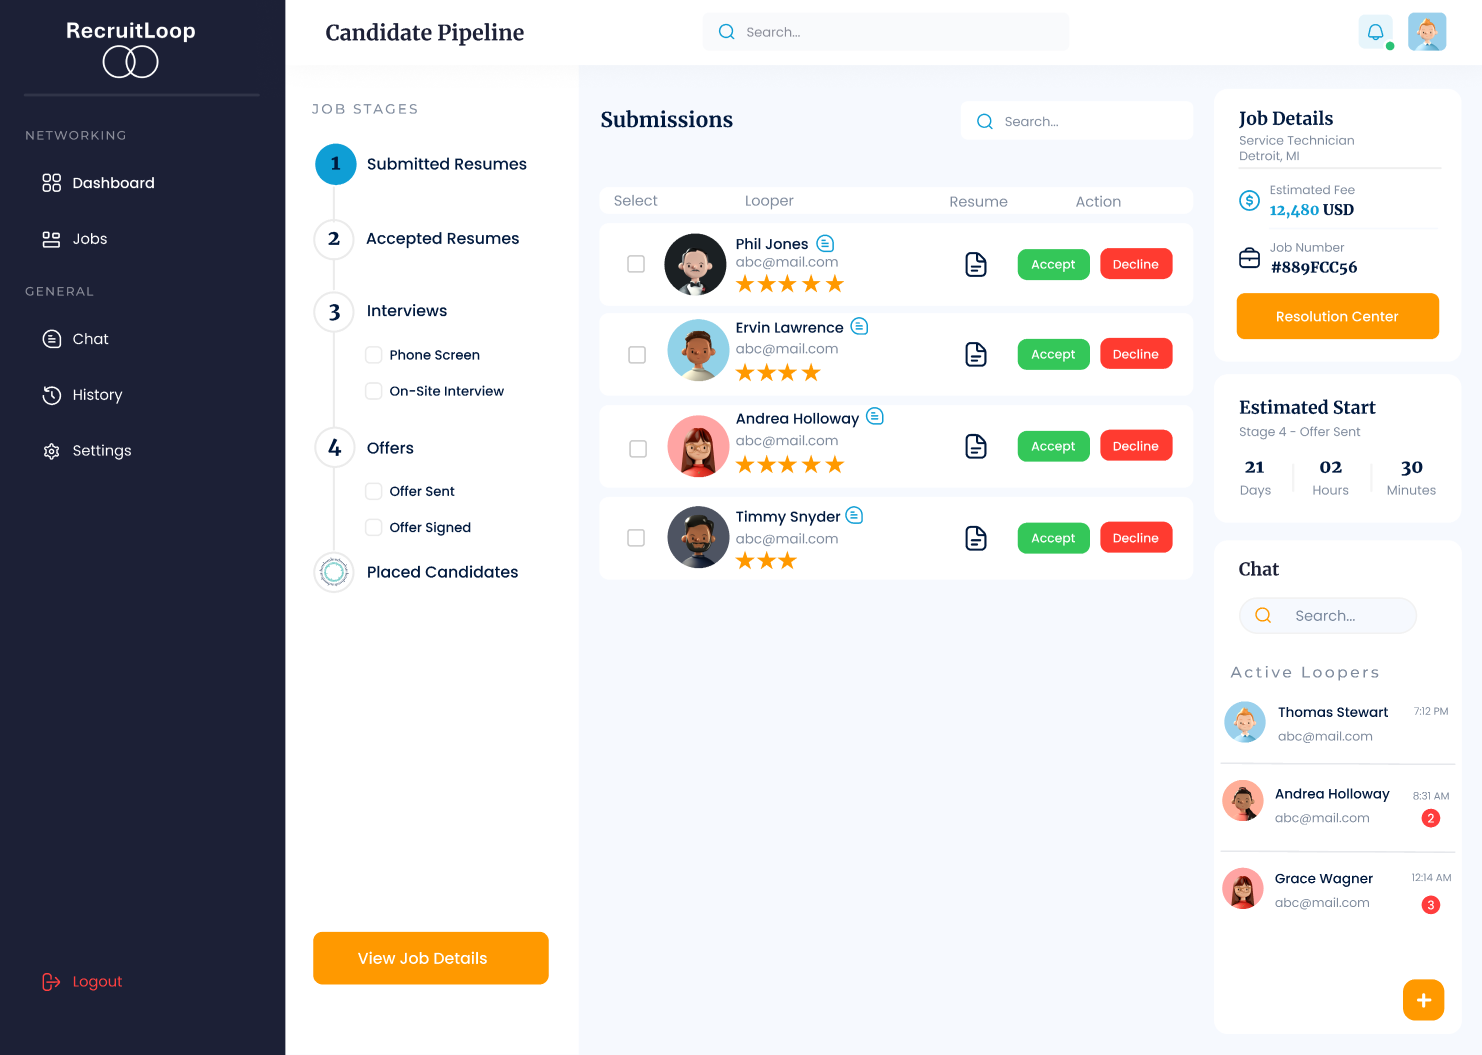 RecruitLoop
NETWORKING
Dashboard
Jobs
GENERAL
Chat
History
Settings
Logout
Candidate Pipeline
Search...
JOB STAGES
1 Submitted Resumes
2 Accepted Resumes
3 Interviews
Phone Screen
On-Site Interview
4 Offers
Offer Sent
Offer Signed
Placed Candidates
View Job Details
Submissions
Search...
Select Looper Resume Action
Phil Jones
abc@mail.com
Accept Decline
Ervin Lawrence
abc@mail.com
Accept Decline
Andrea Holloway
abc@mail.com
Accept Decline
Timmy Snyder
abc@mail.com
Accept Decline
Job Details
Service Technician
Detroit, MI
Estimated Fee
12,480 USD
Job Number
#889FCC56
Resolution Center
Estimated Start
Stage 4 - Offer Sent
21 02 30
Days Hours Minutes
Chat
Search...
Active Loopers
Thomas Stewart 7:12 PM
abc@mail.com
Andrea Holloway 8:31 AM
abc@mail.com 2
Grace Wagner 12:14 AM
abc@mail.com 3